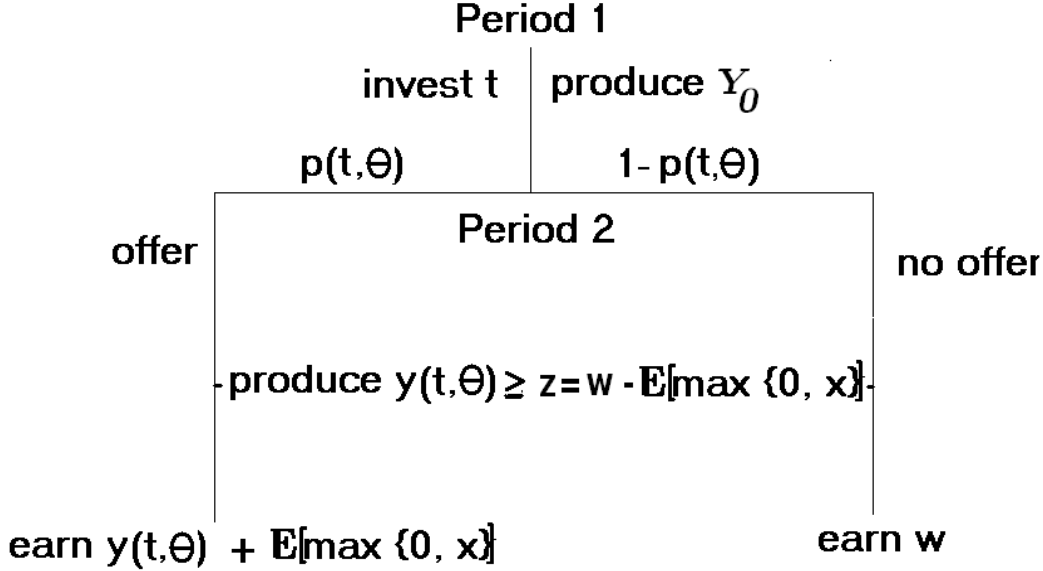 Period 1
invest t produce Y₀
p(t,Θ) 1- p(t,Θ)
Period 2
offer no offer
produce y(t,Θ) ≥ z=w -𝔼[max {0, x}]
earn y(t,Θ) + 𝔼[max {0, x}] earn w